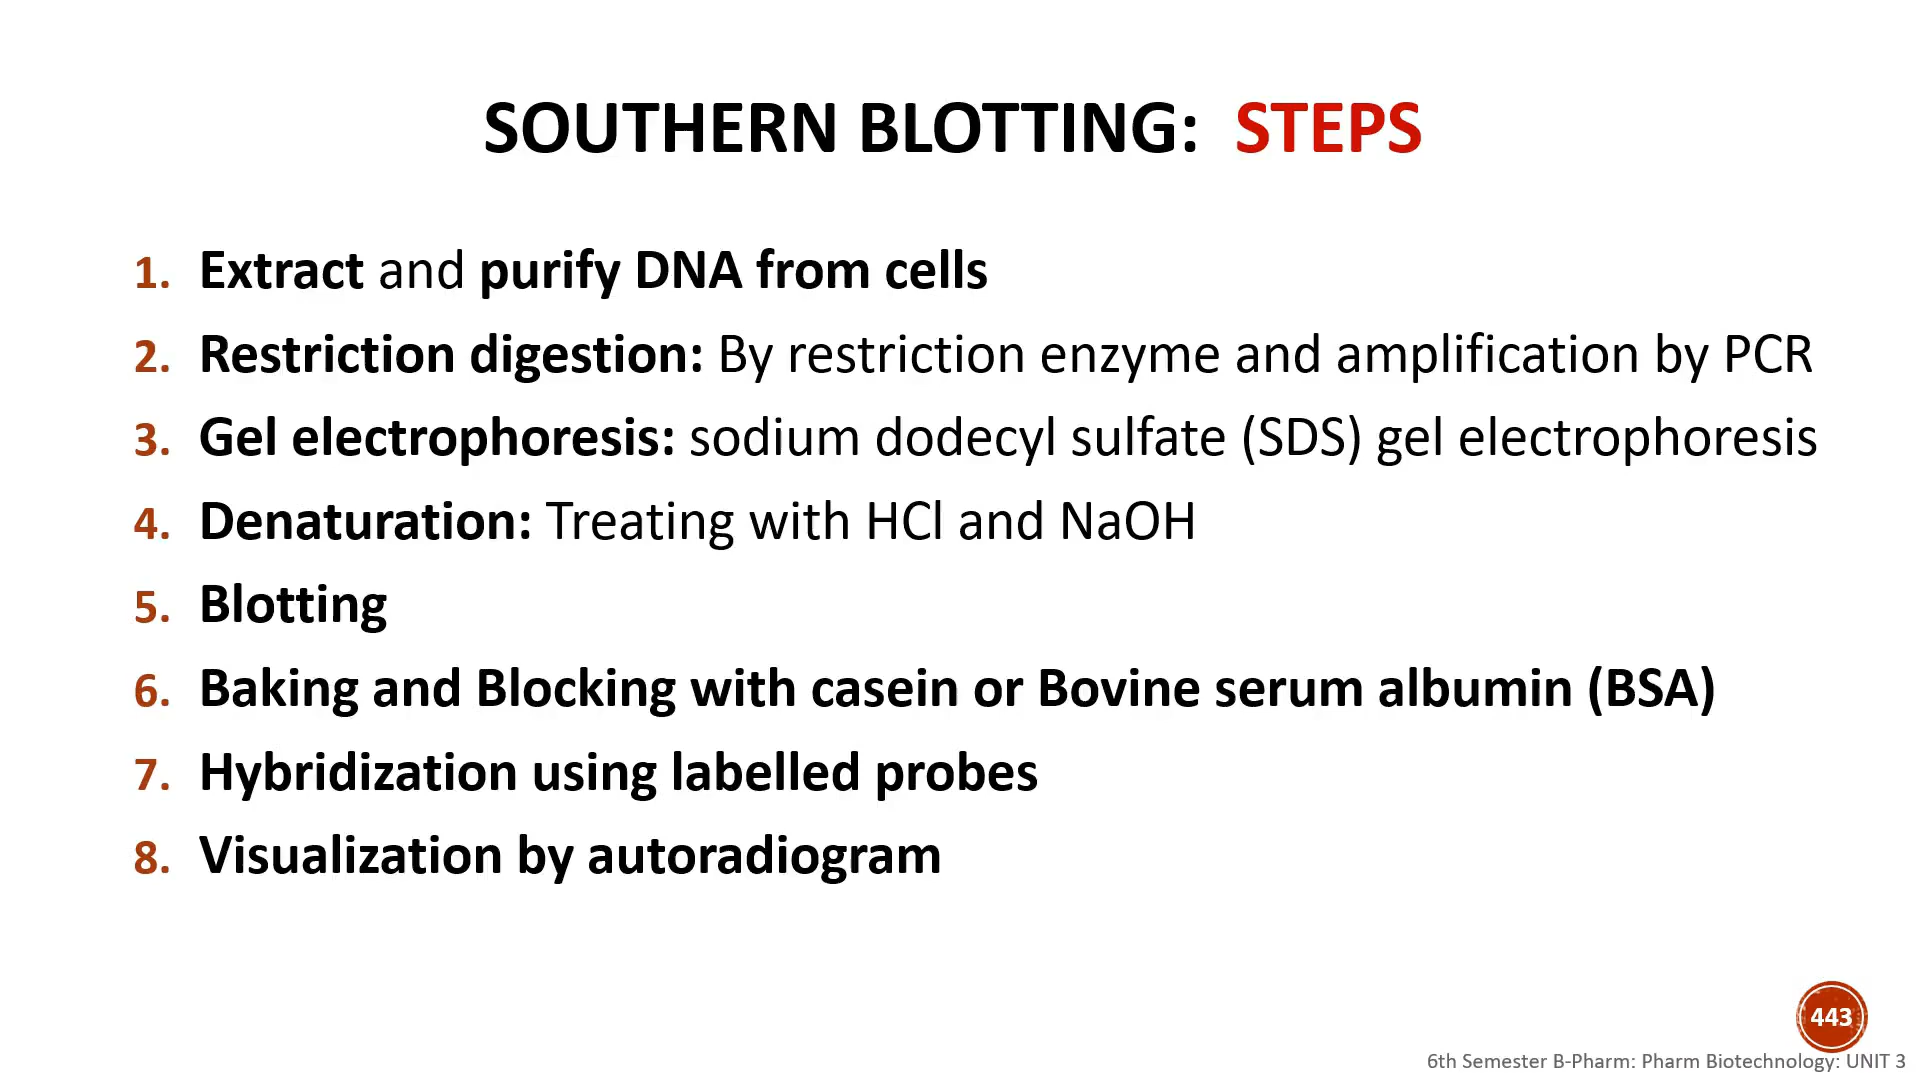 SOUTHERN BLOTTING: STEPS
1. Extract and purify DNA from cells
2. Restriction digestion: By restriction enzyme and amplification by PCR
3. Gel electrophoresis: sodium dodecyl sulfate (SDS) gel electrophoresis
4. Denaturation: Treating with HCl and NaOH
5. Blotting
6. Baking and Blocking with casein or Bovine serum albumin (BSA)
7. Hybridization using labelled probes
8. Visualization by autoradiogram
443
6th Semester B-Pharm: Pharm Biotechnology: UNIT 3